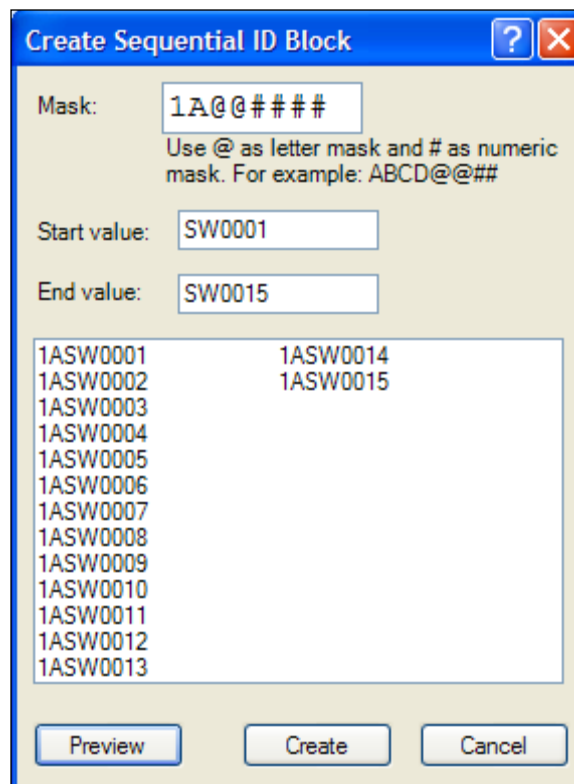 Create Sequential ID Block
Mask: 1A@@####
Use @ as letter mask and # as numeric
mask. For example: ABCD@@##
Start value: SW0001
End value: SW0015
1ASW0001 1ASW0014
1ASW0002 1ASW0015
1ASW0003
1ASW0004
1ASW0005
1ASW0006
1ASW0007
1ASW0008
1ASW0009
1ASW0010
1ASW0011
1ASW0012
1ASW0013
Preview Create Cancel